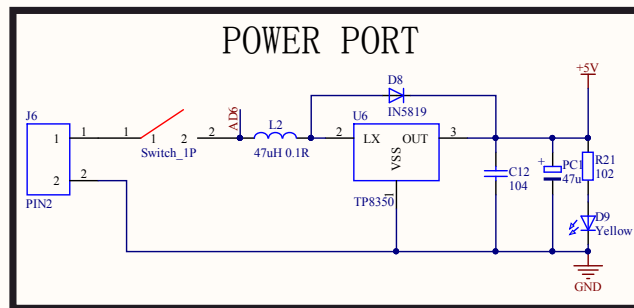 POWER PORT
+5V
D8
IN5819
J6
1
1
1
2
2
Switch_1P
AD6
L2
47uH 0.1R
U6
2
LX
OUT
3
VSS
1
TP8350
2
2
PIN2
C12
104
+
PC1
47u
R21
102
D9
Yellow
GND